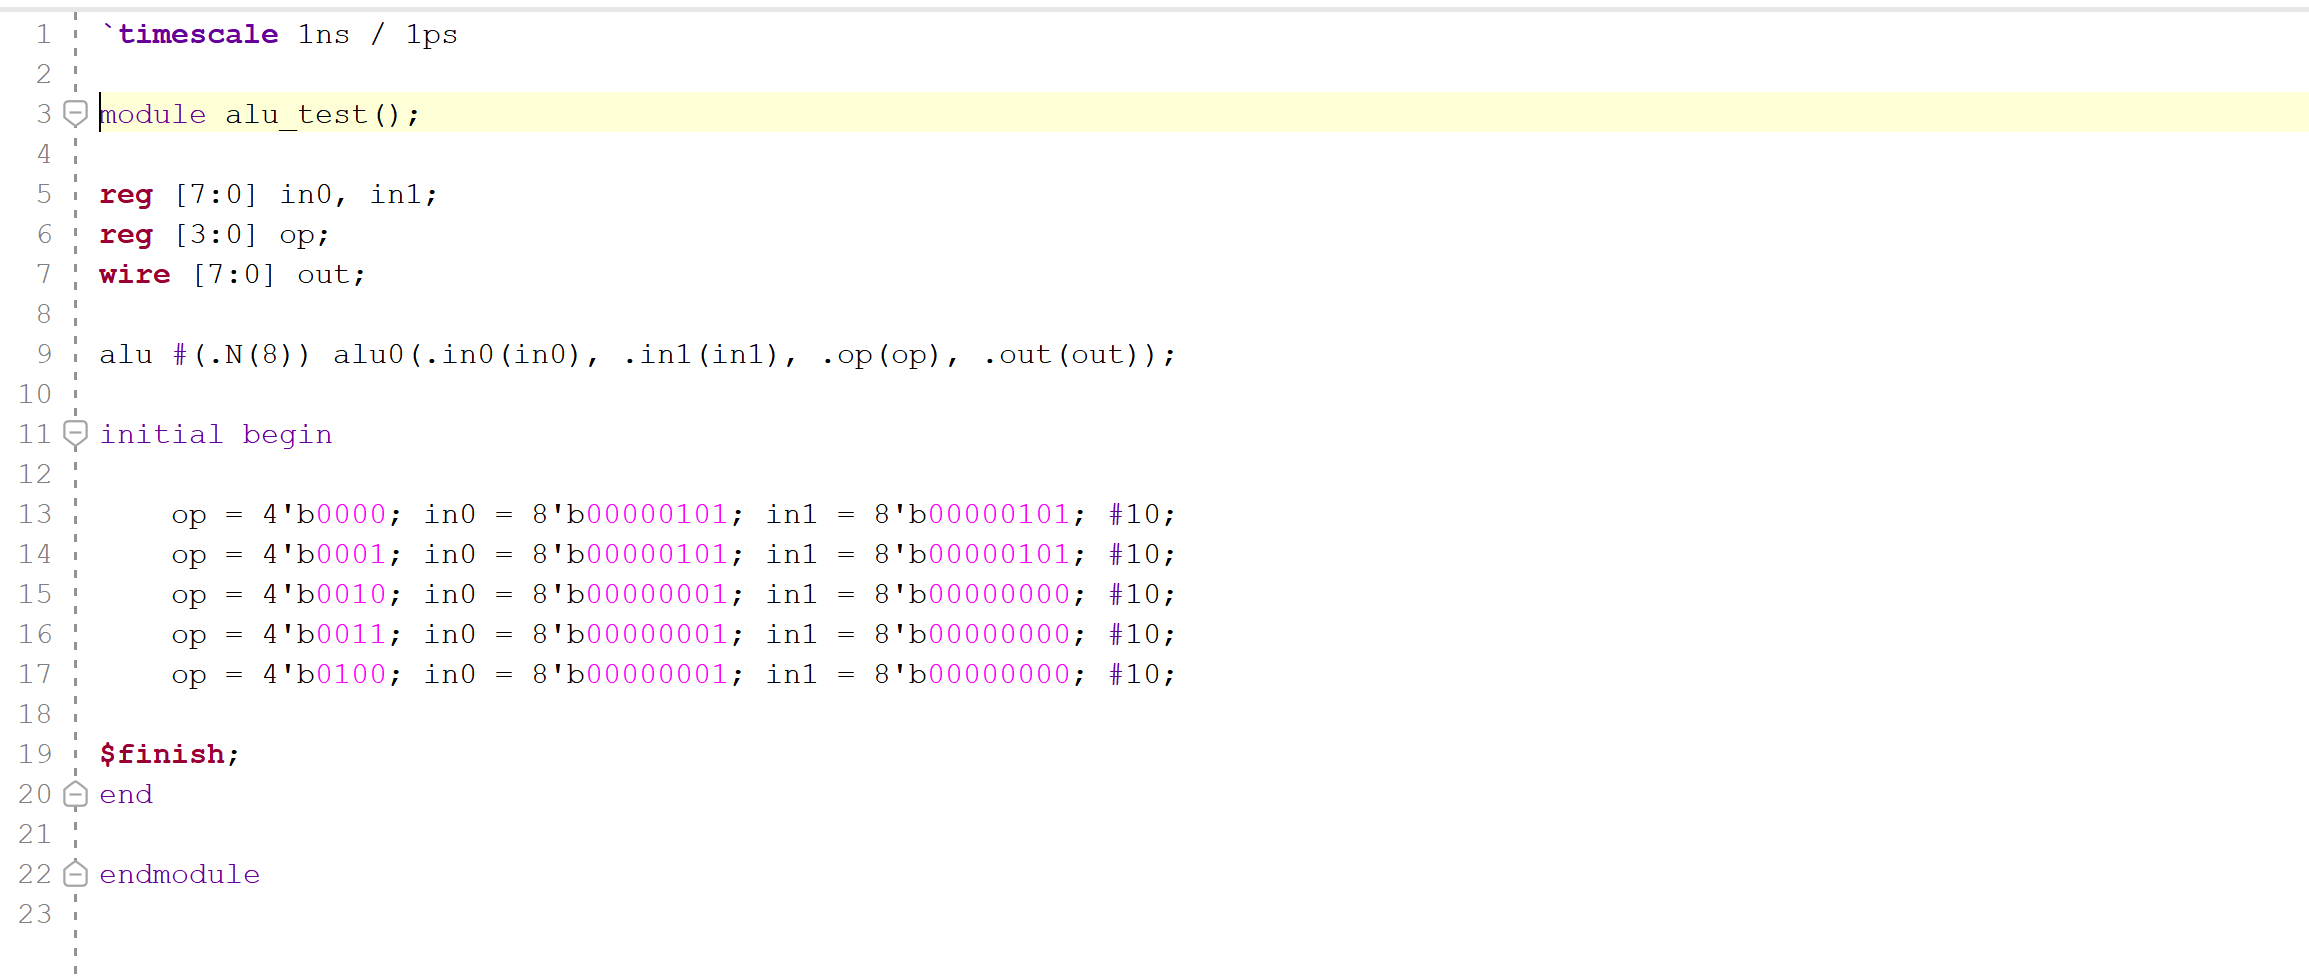 1 `timescale 1ns / 1ps
2
3 module alu_test();
4
5 reg [7:0] in0, in1;
6 reg [3:0] op;
7 wire [7:0] out;
8
9 alu #(.N(8)) alu0(.in0(in0), .in1(in1), .op(op), .out(out));
10
11 initial begin
12
13     op = 4'b0000; in0 = 8'b00000101; in1 = 8'b00000101; #10;
14     op = 4'b0001; in0 = 8'b00000101; in1 = 8'b00000101; #10;
15     op = 4'b0010; in0 = 8'b00000001; in1 = 8'b00000000; #10;
16     op = 4'b0011; in0 = 8'b00000001; in1 = 8'b00000000; #10;
17     op = 4'b0100; in0 = 8'b00000001; in1 = 8'b00000000; #10;
18
19 $finish;
20 end
21
22 endmodule
23